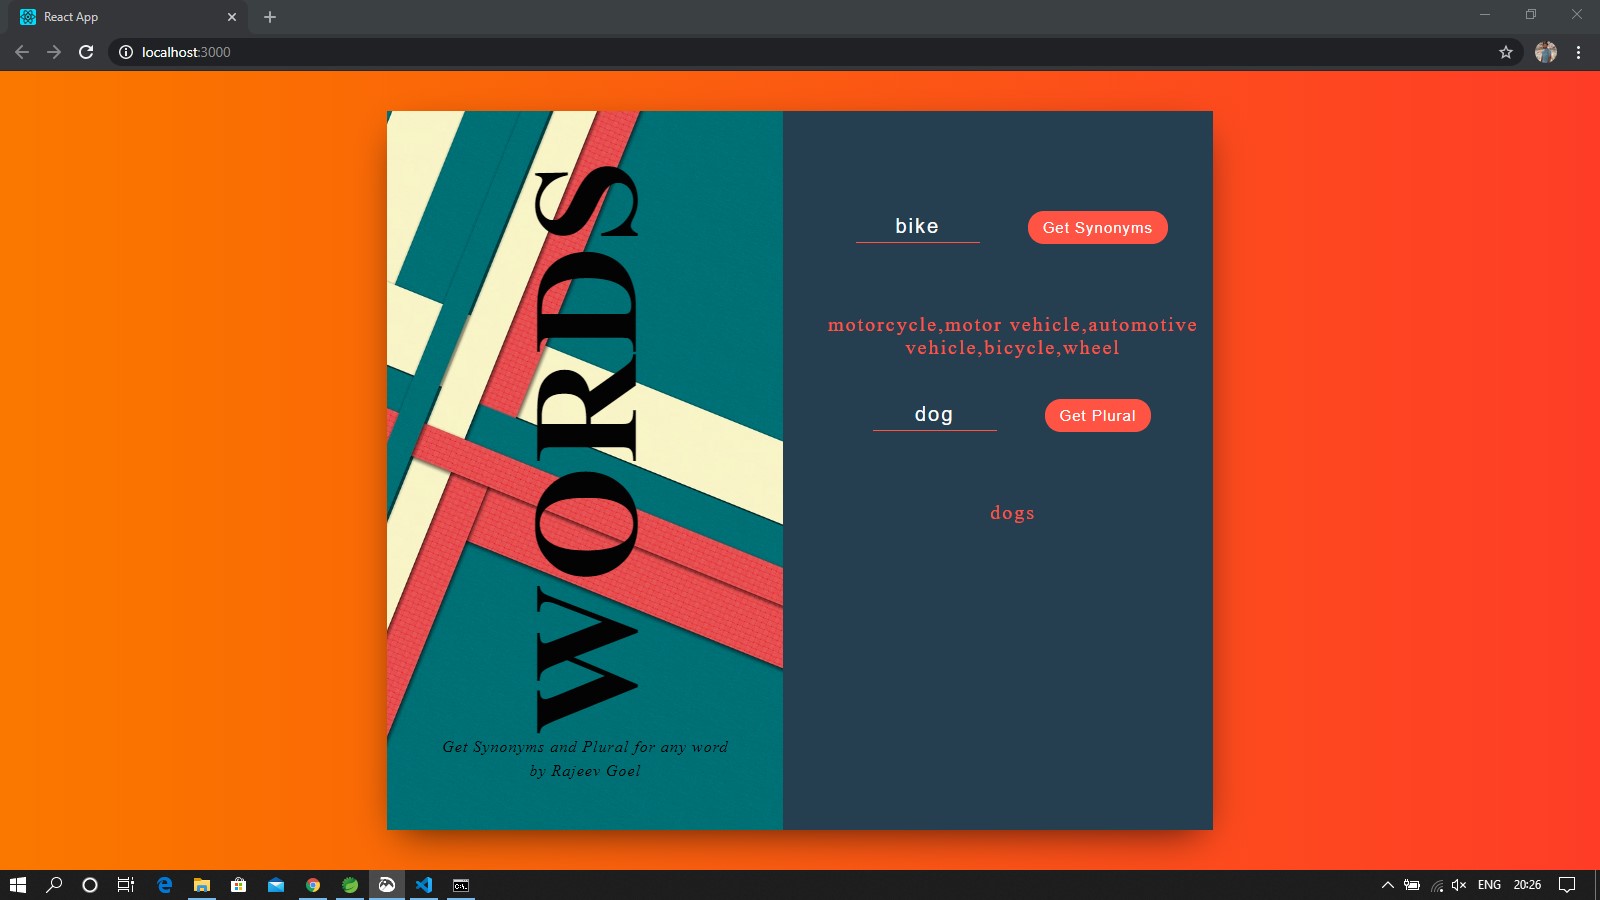 React App
localhost:3000
WORDS
Get Synonyms and Plural for any word
by Rajeev Goel
bike
Get Synonyms
motorcycle,motor vehicle,automotive
vehicle,bicycle,wheel
dog
Get Plural
dogs
ENG
20:26